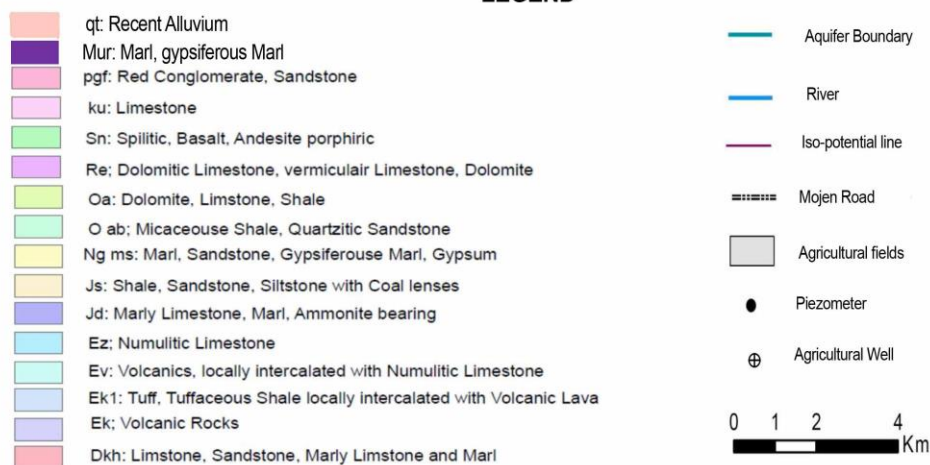 LEGEND
qt: Recent Alluvium
Mur: Marl, gypsiferous Marl
pgf: Red Conglomerate, Sandstone
ku: Limestone
Sn: Spilitic, Basalt, Andesite porphiric
Re; Dolomitic Limestone, vermiculair Limestone, Dolomite
Oa: Dolomite, Limstone, Shale
O ab; Micaceouse Shale, Quartzitic Sandstone
Ng ms: Marl, Sandstone, Gypsiferouse Marl, Gypsum
Js: Shale, Sandstone, Siltstone with Coal lenses
Jd: Marly Limestone, Marl, Ammonite bearing
Ez; Numulitic Limestone
Ev: Volcanics, locally intercalated with Numulitic Limestone
Ek1: Tuff, Tuffaceous Shale locally intercalated with Volcanic Lava
Ek; Volcanic Rocks
Dkh: Limstone, Sandstone, Marly Limstone and Marl
Aquifer Boundary
River
Iso-potential line
Mojen Road
Agricultural fields
Piezometer
Agricultural Well
0 1 2 4
Km